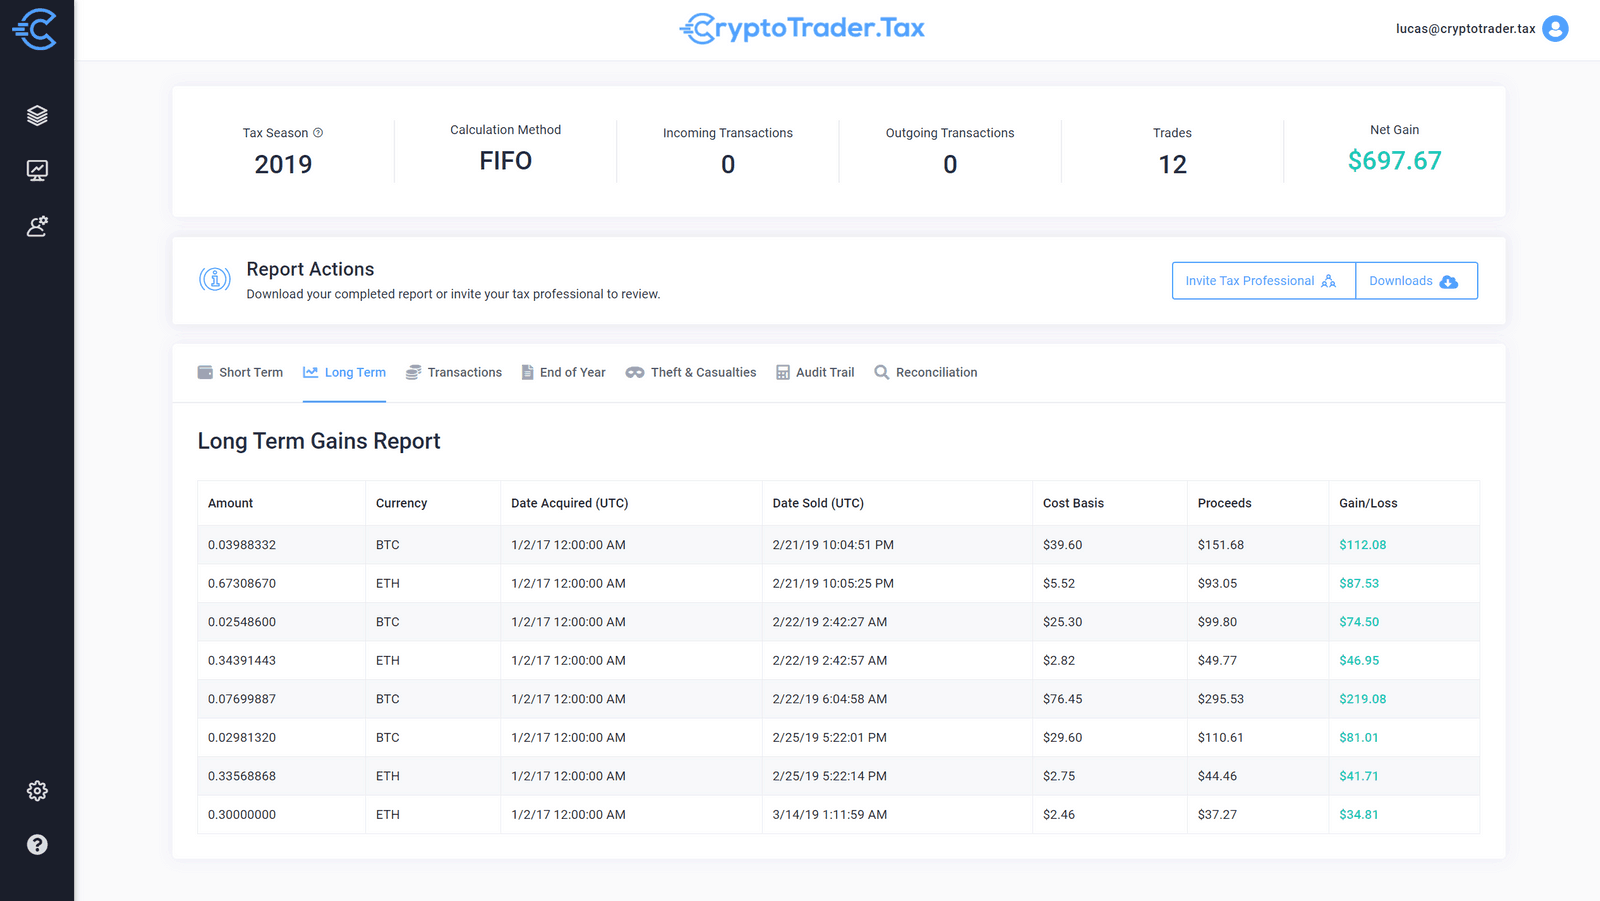 CryptoTrader.Tax
lucas@cryptotrader.tax
Tax Season
2019
Calculation Method
FIFO
Incoming Transactions
0
Outgoing Transactions
0
Trades
12
Net Gain
$697.67
Report Actions
Download your completed report or invite your tax professional to review.
Invite Tax Professional
Downloads
Short Term Long Term Transactions End of Year Theft & Casualties Audit Trail Reconciliation
Long Term Gains Report
Amount Currency Date Acquired (UTC) Date Sold (UTC) Cost Basis Proceeds Gain/Loss
0.03988332 BTC 1/2/17 12:00:00 AM 2/21/19 10:04:51 PM $39.60 $151.68 $112.08
0.67308670 ETH 1/2/17 12:00:00 AM 2/21/19 10:05:25 PM $5.52 $93.05 $87.53
0.02548600 BTC 1/2/17 12:00:00 AM 2/22/19 2:42:27 AM $25.30 $99.80 $74.50
0.34391443 ETH 1/2/17 12:00:00 AM 2/22/19 2:42:57 AM $2.82 $49.77 $46.95
0.07699887 BTC 1/2/17 12:00:00 AM 2/22/19 6:04:58 AM $76.45 $295.53 $219.08
0.02981320 BTC 1/2/17 12:00:00 AM 2/25/19 5:22:01 PM $29.60 $110.61 $81.01
0.33568868 ETH 1/2/17 12:00:00 AM 2/25/19 5:22:14 PM $2.75 $44.46 $41.71
0.30000000 ETH 1/2/17 12:00:00 AM 3/14/19 1:11:59 AM $2.46 $37.27 $34.81